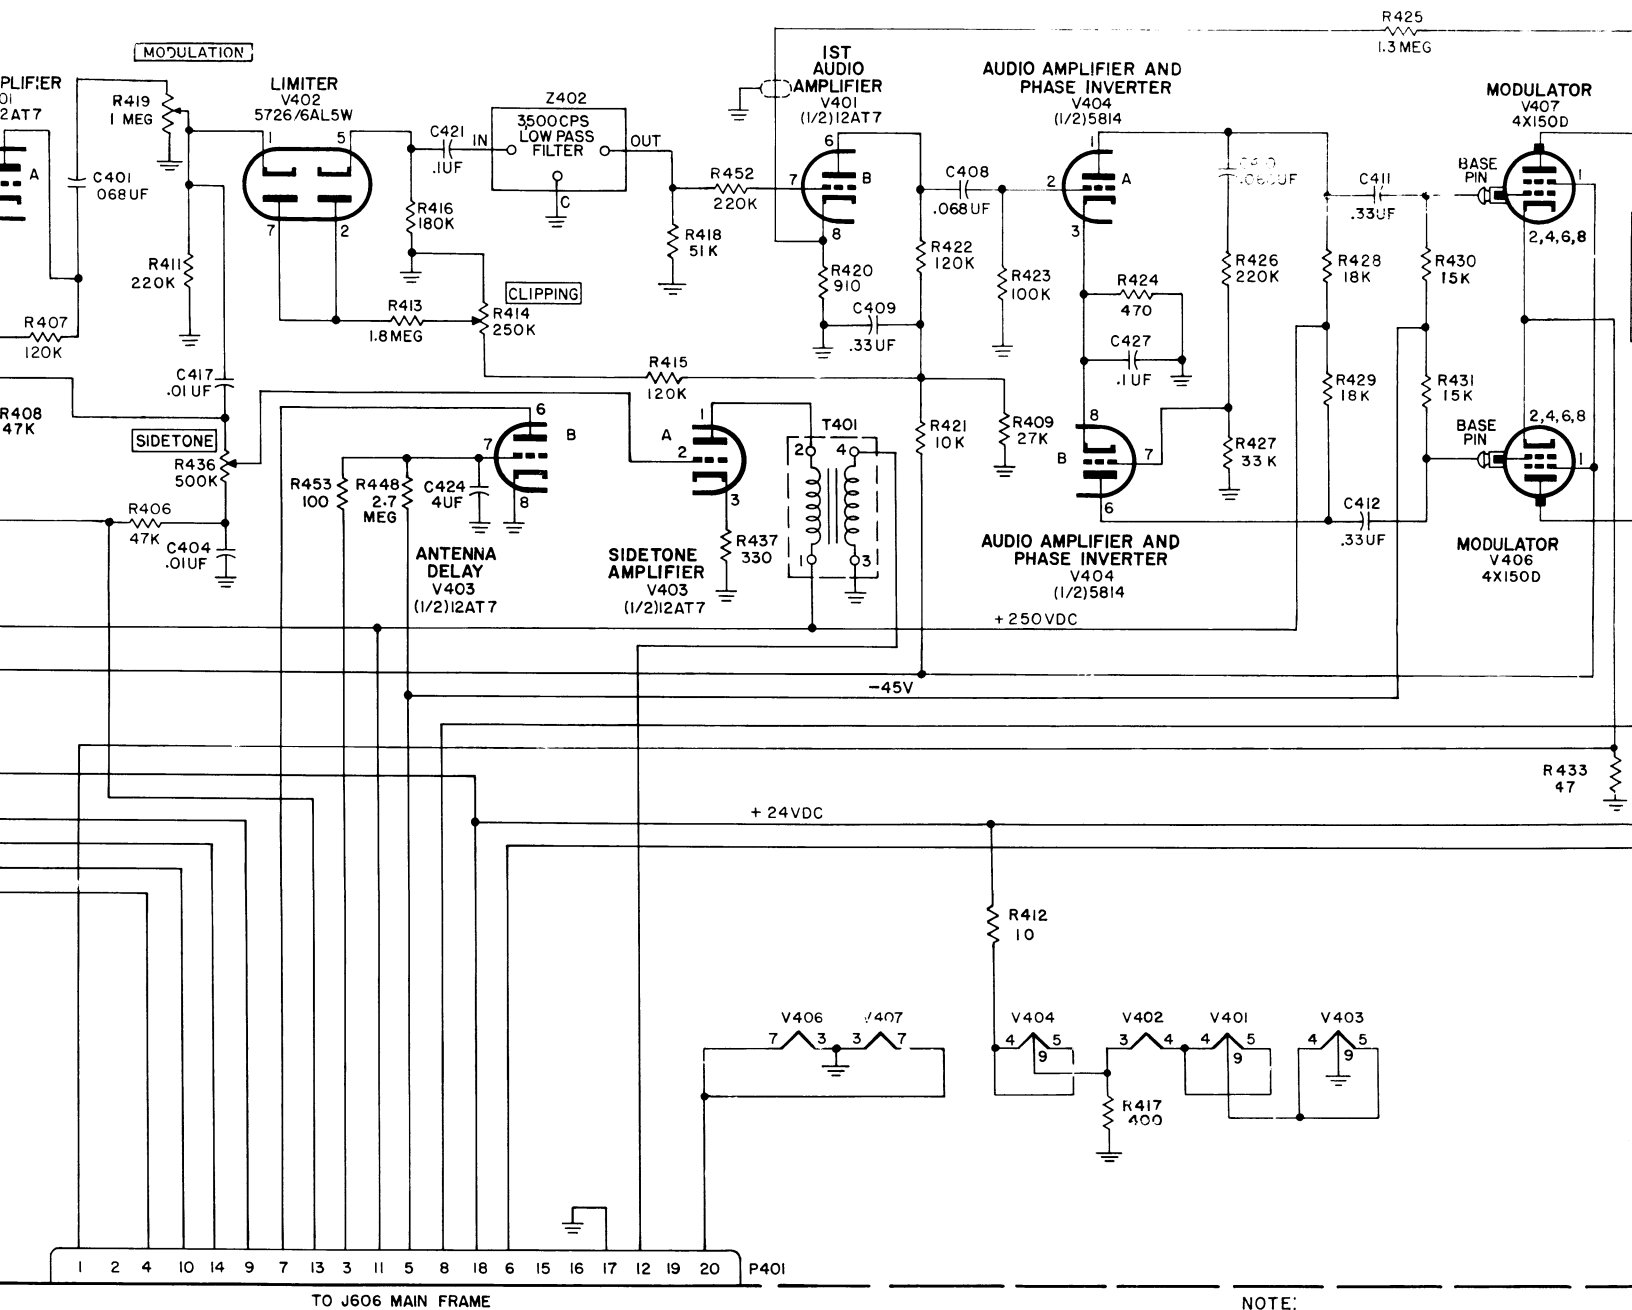 R425
1.3 MEG
MODULATION
PLIFIER
01
2AT7
A
R419
1 MEG
C401
.068UF
LIMITER
V402
5726/6AL5W
1
5
7
2
C421
.1UF
IN
Z402
3500CPS
LOW PASS
FILTER
OUT
C
R416
180K
R411
220K
R413
1.8MEG
CLIPPING
R414
250K
R407
120K
C417
.01UF
R408
47K
SIDETONE
R436
500K
R406
47K
C404
.01UF
R452
220K
R418
51K
1ST
AUDIO
AMPLIFIER
V401
(1/2)12AT7
6
7
B
8
R420
910
C409
.33UF
C408
.068UF
R422
120K
R423
100K
R415
120K
R421
10K
R409
27K
AUDIO AMPLIFIER AND
PHASE INVERTER
V404
(1/2)5814
1
2
A
3
R424
470
C427
.1UF
8
B
7
6
AUDIO AMPLIFIER AND
PHASE INVERTER
V404
(1/2)5814
R426
220K
R427
33K
C411
.33UF
R428
18K
R430
15K
R429
18K
R431
15K
C412
.33UF
MODULATOR
V407
4X150D
BASE
PIN
1
2,4,6,8
2,4,6,8
BASE
PIN
1
MODULATOR
V406
4X150D
6
B
7
8
R453
100
R448
2.7
MEG
C424
4UF
ANTENNA
DELAY
V403
(1/2)12AT7
1
A
2
3
R437
330
SIDETONE
AMPLIFIER
V403
(1/2)12AT7
T401
2
4
1
3
+250VDC
-45V
R433
47
+24VDC
R412
10
V406
V407
7
3
3
7
V404
4
5
9
V402
3
4
V401
4
5
9
V403
4
5
9
R417
400
1 2 4 10 14 9 7 13 3 11 5 8 18 6 15 16 17 12 19 20 P401
TO J606 MAIN FRAME
NOTE: